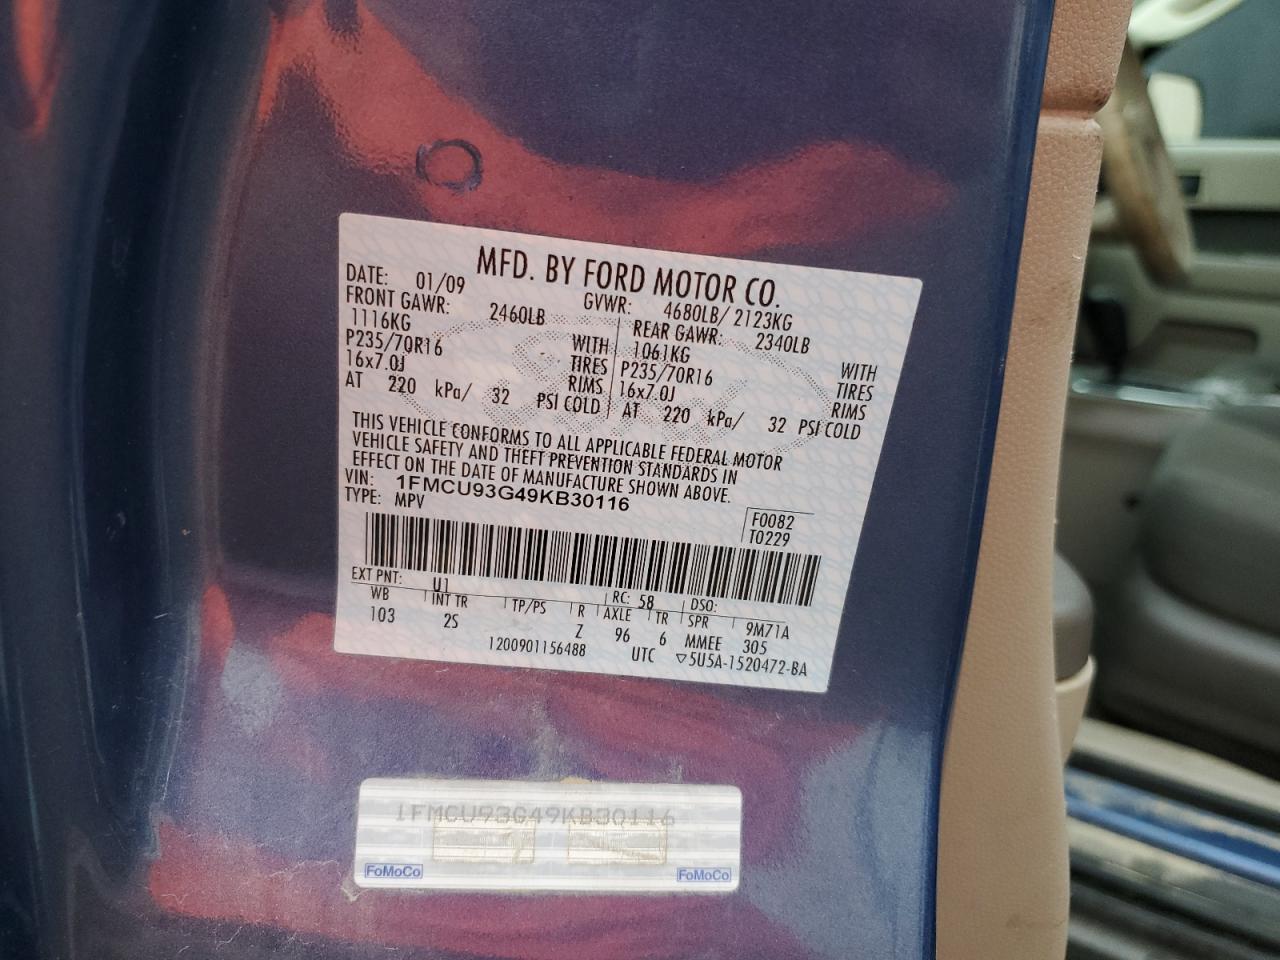 MFD. BY FORD MOTOR CO.
DATE: 01/09 GVWR: 4680LB/ 2123KG
FRONT GAWR: 2460LB REAR GAWR: 2340LB
1116KG WITH 1061KG WITH
P235/70R16 TIRES P235/70R16 TIRES
16x7.0J RIMS 16x7.0J RIMS
AT 220 kPa/ 32 PSI COLD AT 220 kPa/ 32 PSI COLD
THIS VEHICLE CONFORMS TO ALL APPLICABLE FEDERAL MOTOR
VEHICLE SAFETY AND THEFT PREVENTION STANDARDS IN
EFFECT ON THE DATE OF MANUFACTURE SHOWN ABOVE.
VIN: 1FMCU93G49KB30116
TYPE: MPV
F0082
T0229
EXT PNT: U1 RC: 58 DSO:
WB INT TR TP/PS R AXLE TR SPR 9M71A
103 2S Z 96 6 MMEE 305
1200901156488 UTC ▽5U5A-1520472-BA
1FMCU93G49KB30116
FoMoCo FoMoCo